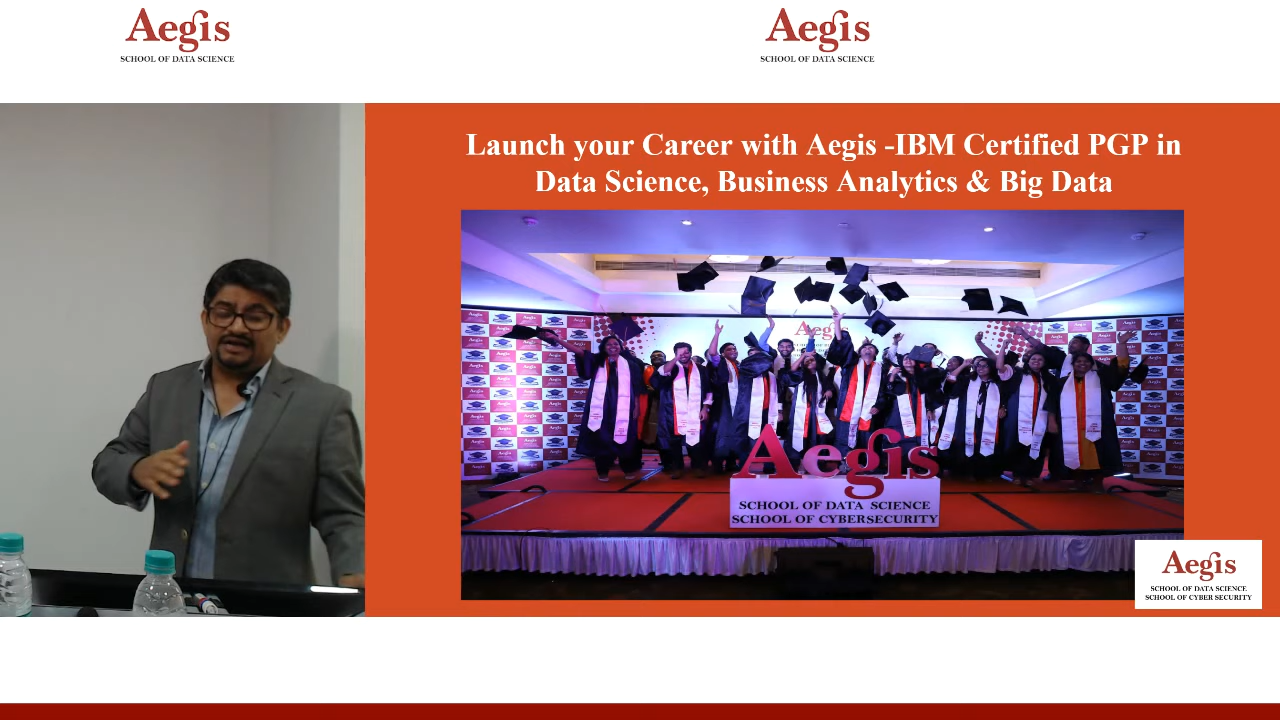 Aegis
SCHOOL OF DATA SCIENCE
Aegis
SCHOOL OF DATA SCIENCE
Launch your Career with Aegis -IBM Certified PGP in
Data Science, Business Analytics & Big Data
Aegis
Aegis
SCHOOL OF DATA SCIENCE
SCHOOL OF CYBERSECURITY
Aegis
SCHOOL OF DATA SCIENCE
SCHOOL OF CYBER SECURITY